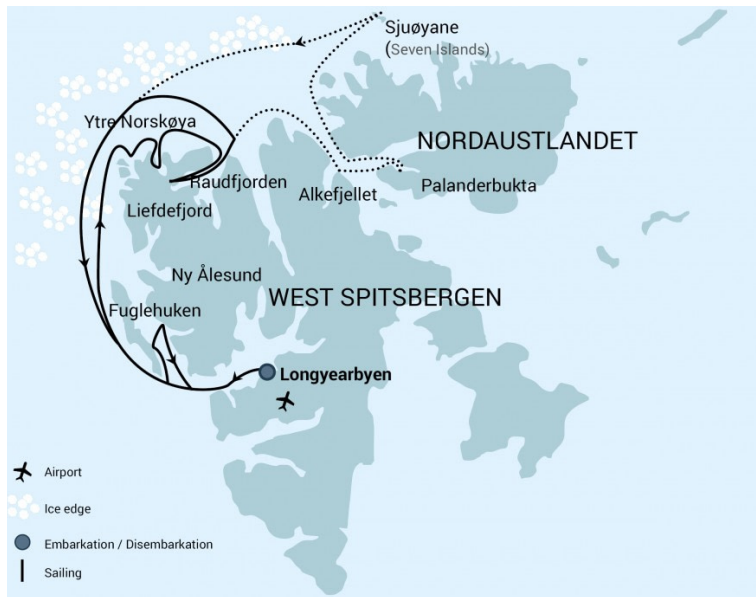 Sjuøyane
(Seven Islands)
Ytre Norskøya
NORDAUSTLANDET
Raudfjorden
Alkefjellet
Palanderbukta
Liefdefjord
Ny Ålesund
WEST SPITSBERGEN
Fuglehuken
Longyearbyen
Airport
Ice edge
Embarkation / Disembarkation
Sailing